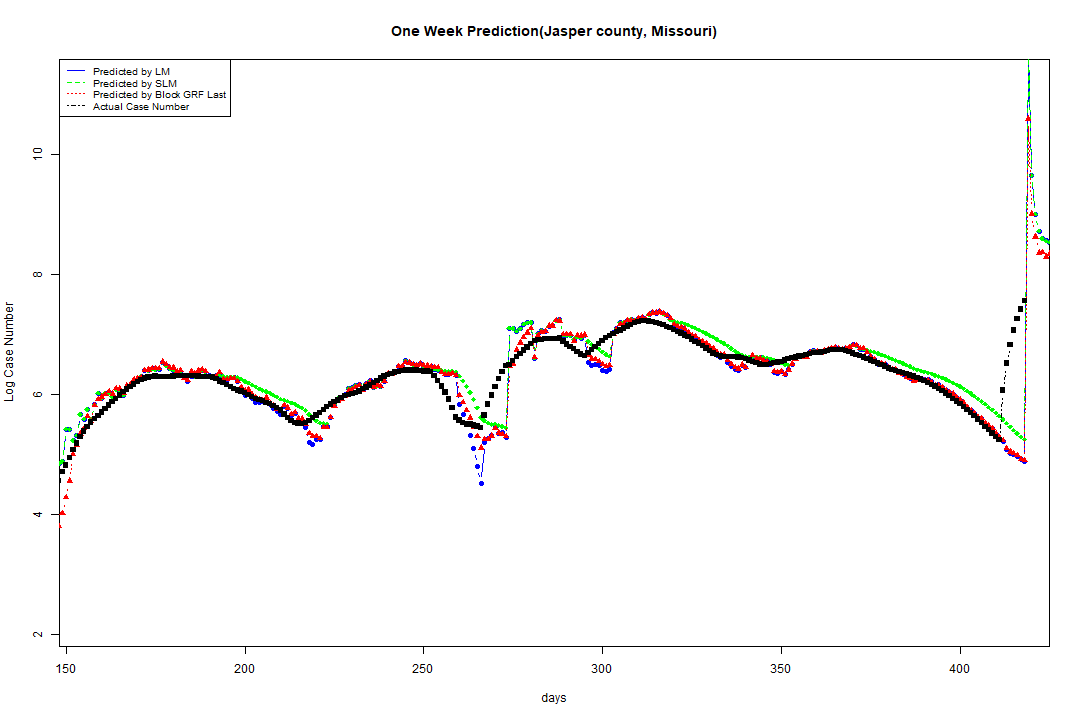 One Week Prediction(Jasper county, Missouri)
Predicted by LM
Predicted by SLM
Predicted by Block GRF Last
Actual Case Number
Log Case Number
10
8
6
4
2
150 200 250 300 350 400
days